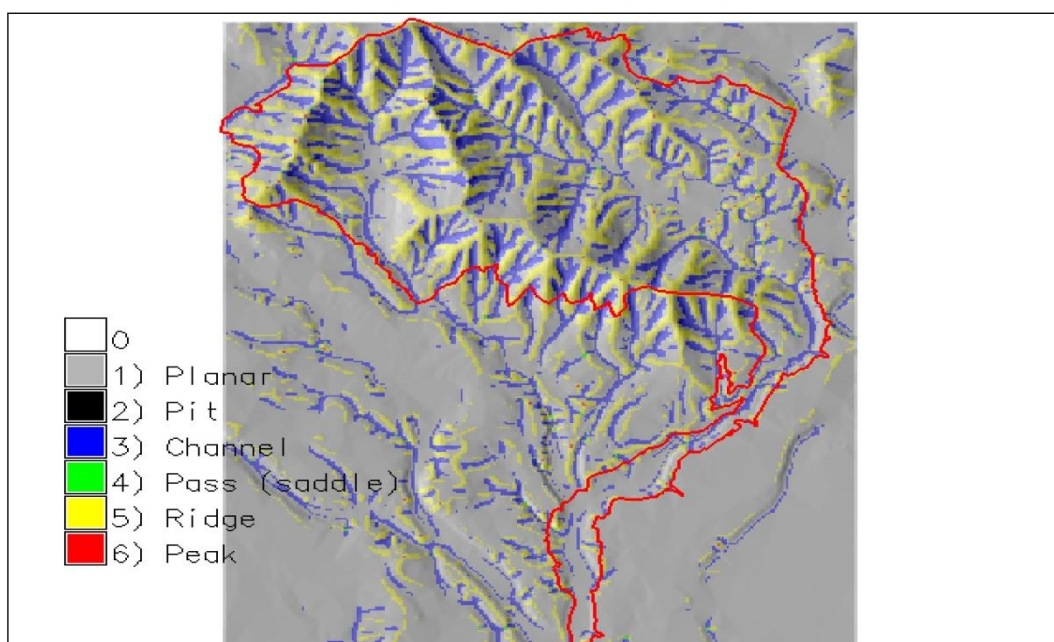 0
1) Planar
2) Pit
3) Channel
4) Pass (saddle)
5) Ridge
6) Peak